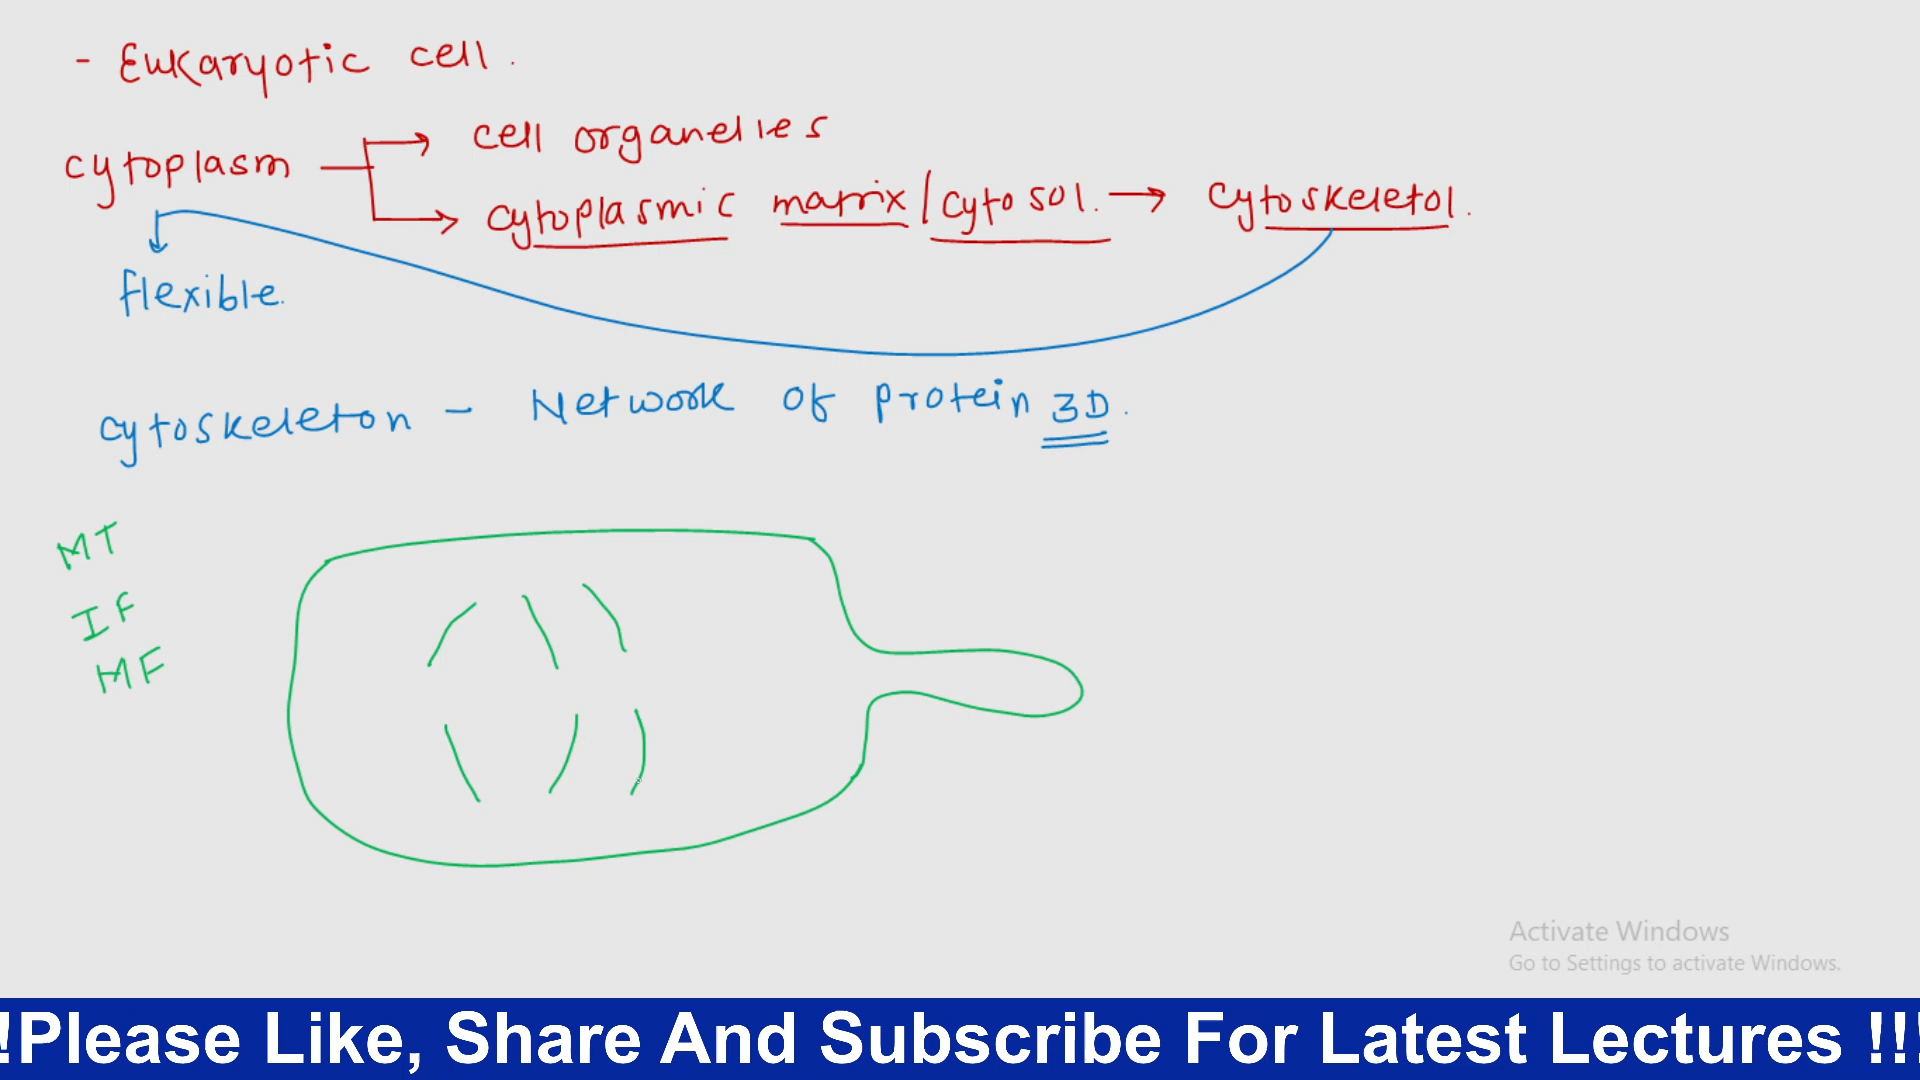 - Eukaryotic cell.
cell organelles
cytoplasm
cytoplasmic matrix/cytosol. → cytoskeletol.
flexible.
cytoskeleton - Network of protein 3D.
MT
IF
MF
Activate Windows
Go to Settings to activate Windows.
!Please Like, Share And Subscribe For Latest Lectures !!!